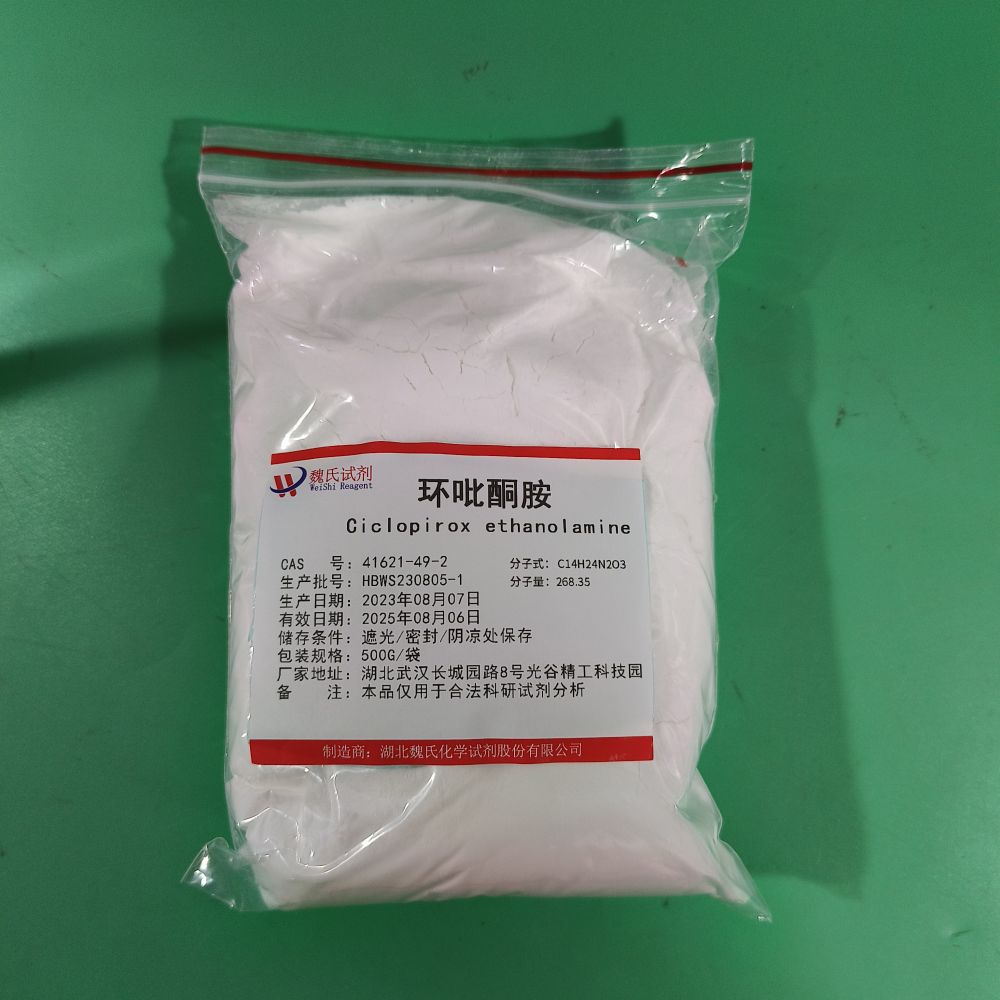 魏氏试剂
WeiShi Reagent
环吡酮胺
Ciclopirox ethanolamine
CAS 号: 41621-49-2 分子式: C14H24N2O3
生产批号: HBWS230805-1 分子量: 268.35
生产日期: 2023年08月07日
有效日期: 2025年08月06日
储存条件: 遮光/密封/阴凉处保存
包装规格: 500G/袋
厂家地址: 湖北武汉长城园路8号光谷精工科技园
备 注: 本品仅用于合法科研试剂分析
制造商: 湖北魏氏化学试剂股份有限公司